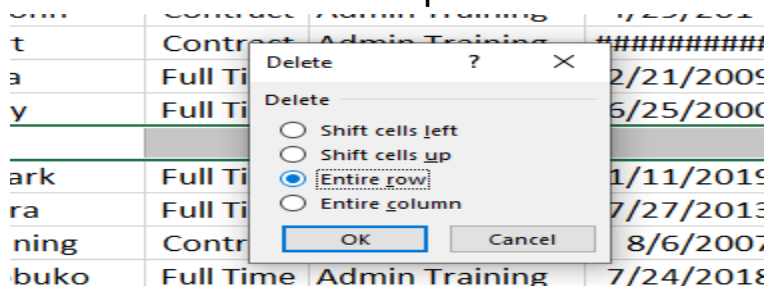 t Contract Admin Training ##########
Delete ? ×
a Full Ti 2/21/2009
Delete
y Full Ti 6/25/2000
Shift cells left
Shift cells up
ark Full Ti Entire row 1/11/2019
ra Full Ti Entire column 7/27/2013
ning Contr OK Cancel 8/6/2007
buko Full Time Admin Training 7/24/2018